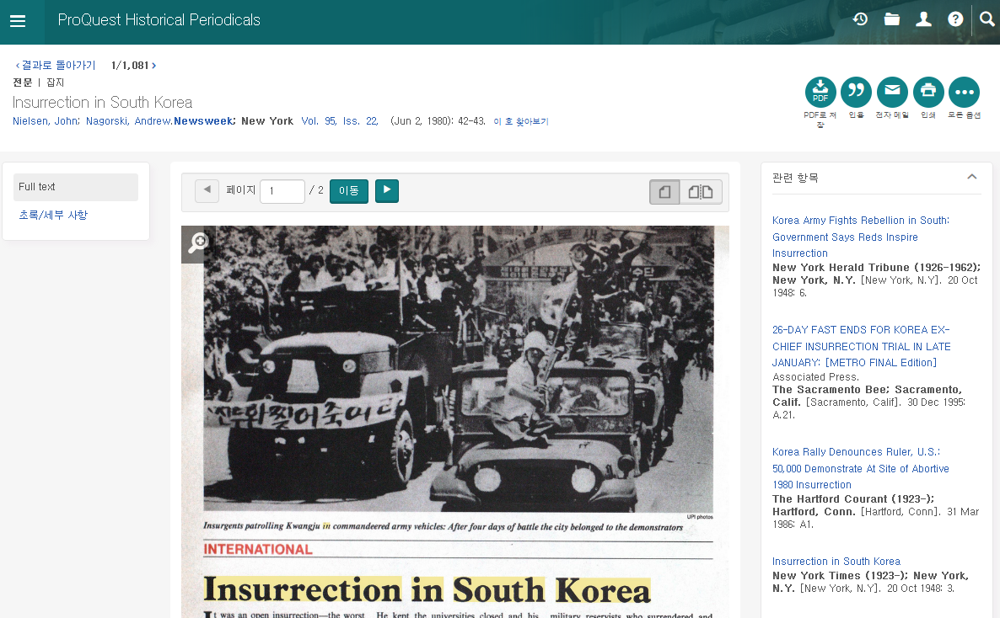 ProQuest Historical Periodicals
‹ 결과로 돌아가기 1/1,081 ›
전문 | 잡지
Insurrection in South Korea
Nielsen, John; Nagorski, Andrew. Newsweek; New York Vol. 95, Iss. 22, (Jun 2, 1980): 42-43. 이 호 찾아보기
PDF
PDF로 저장
인용
전자 메일
인쇄
모든 옵션
Full text
초록/세부 사항
페이지 1 / 2 이동
UPI photos
Insurgents patrolling Kwangju in commandeered army vehicles: After four days of battle the city belonged to the demonstrators
INTERNATIONAL
Insurrection in South Korea
It was an open insurrection—the worst
He kept the universities closed and his
military reservists who surrendered and
관련 항목
Korea Army Fights Rebellion in South:
Government Says Reds Inspire
Insurrection
New York Herald Tribune (1926-1962);
New York, N.Y. [New York, N.Y]. 20 Oct
1948: 6.
26-DAY FAST ENDS FOR KOREA EX-
CHIEF INSURRECTION TRIAL IN LATE
JANUARY: [METRO FINAL Edition]
Associated Press.
The Sacramento Bee; Sacramento,
Calif. [Sacramento, Calif]. 30 Dec 1995:
A.21.
Korea Rally Denounces Ruler, U.S.:
50,000 Demonstrate At Site of Abortive
1980 Insurrection
The Hartford Courant (1923-);
Hartford, Conn. [Hartford, Conn]. 31 Mar
1986: A1.
Insurrection in South Korea
New York Times (1923-); New York,
N.Y. [New York, N.Y]. 20 Oct 1948: 3.